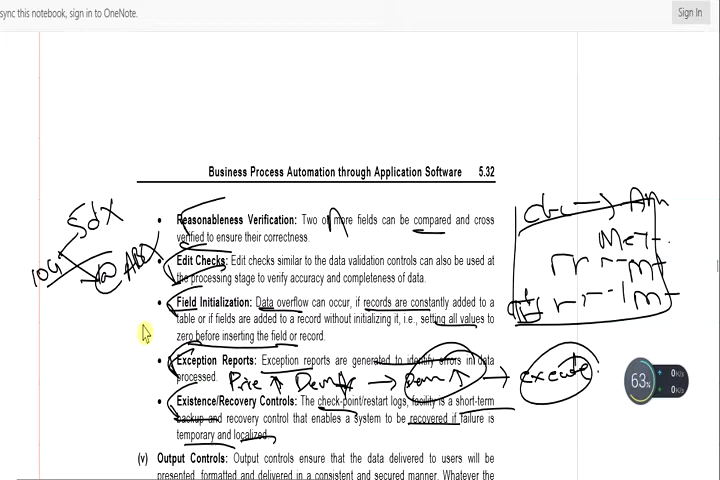 sync this notebook, sign in to OneNote.
Sign In
Business Process Automation through Application Software 5.32
• Reasonableness Verification: Two or more fields can be compared and cross
verified to ensure their correctness.
• Edit Checks: Edit checks similar to the data validation controls can also be used at
the processing stage to verify accuracy and completeness of data.
• Field Initialization: Data overflow can occur, if records are constantly added to a
table or if fields are added to a record without initializing it, i.e., setting all values to
zero before inserting the field or record.
• Exception Reports: Exception reports are generated to identify errors in data
processed.
Price ↑ → ↑ → execute
• Existence/Recovery Controls: The check-point/restart logs, facility is a short-term
backup and recovery control that enables a system to be recovered if failure is
temporary and localized.
(v) Output Controls: Output controls ensure that the data delivered to users will be
presented, formatted and delivered in a consistent and secured manner. Whatever the
63%
0K/s
0K/s